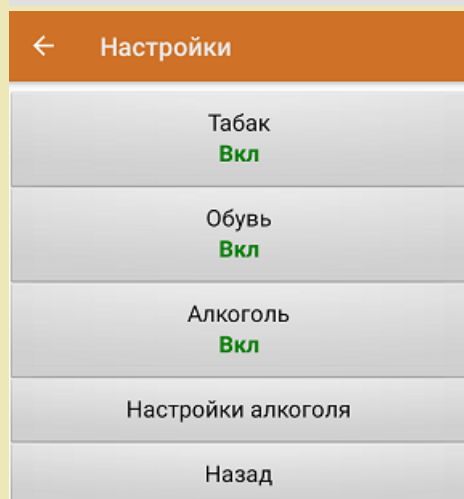 Настройки
Табак
Вкл
Обувь
Вкл
Алкоголь
Вкл
Настройки алкоголя
Назад